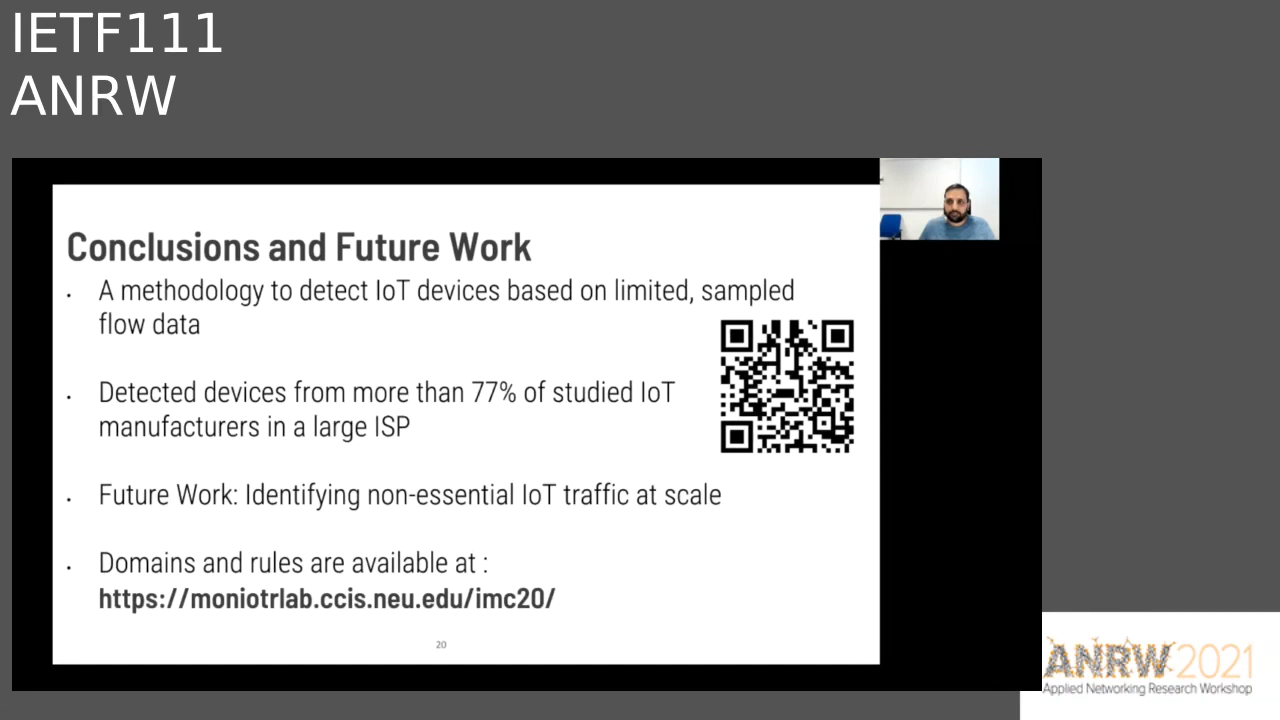 IETF111
ANRW
Conclusions and Future Work
• A methodology to detect IoT devices based on limited, sampled
flow data
• Detected devices from more than 77% of studied IoT
manufacturers in a large ISP
• Future Work: Identifying non-essential IoT traffic at scale
• Domains and rules are available at :
https://moniotrlab.ccis.neu.edu/imc20/
20
ANRW2021
Applied Networking Research Workshop